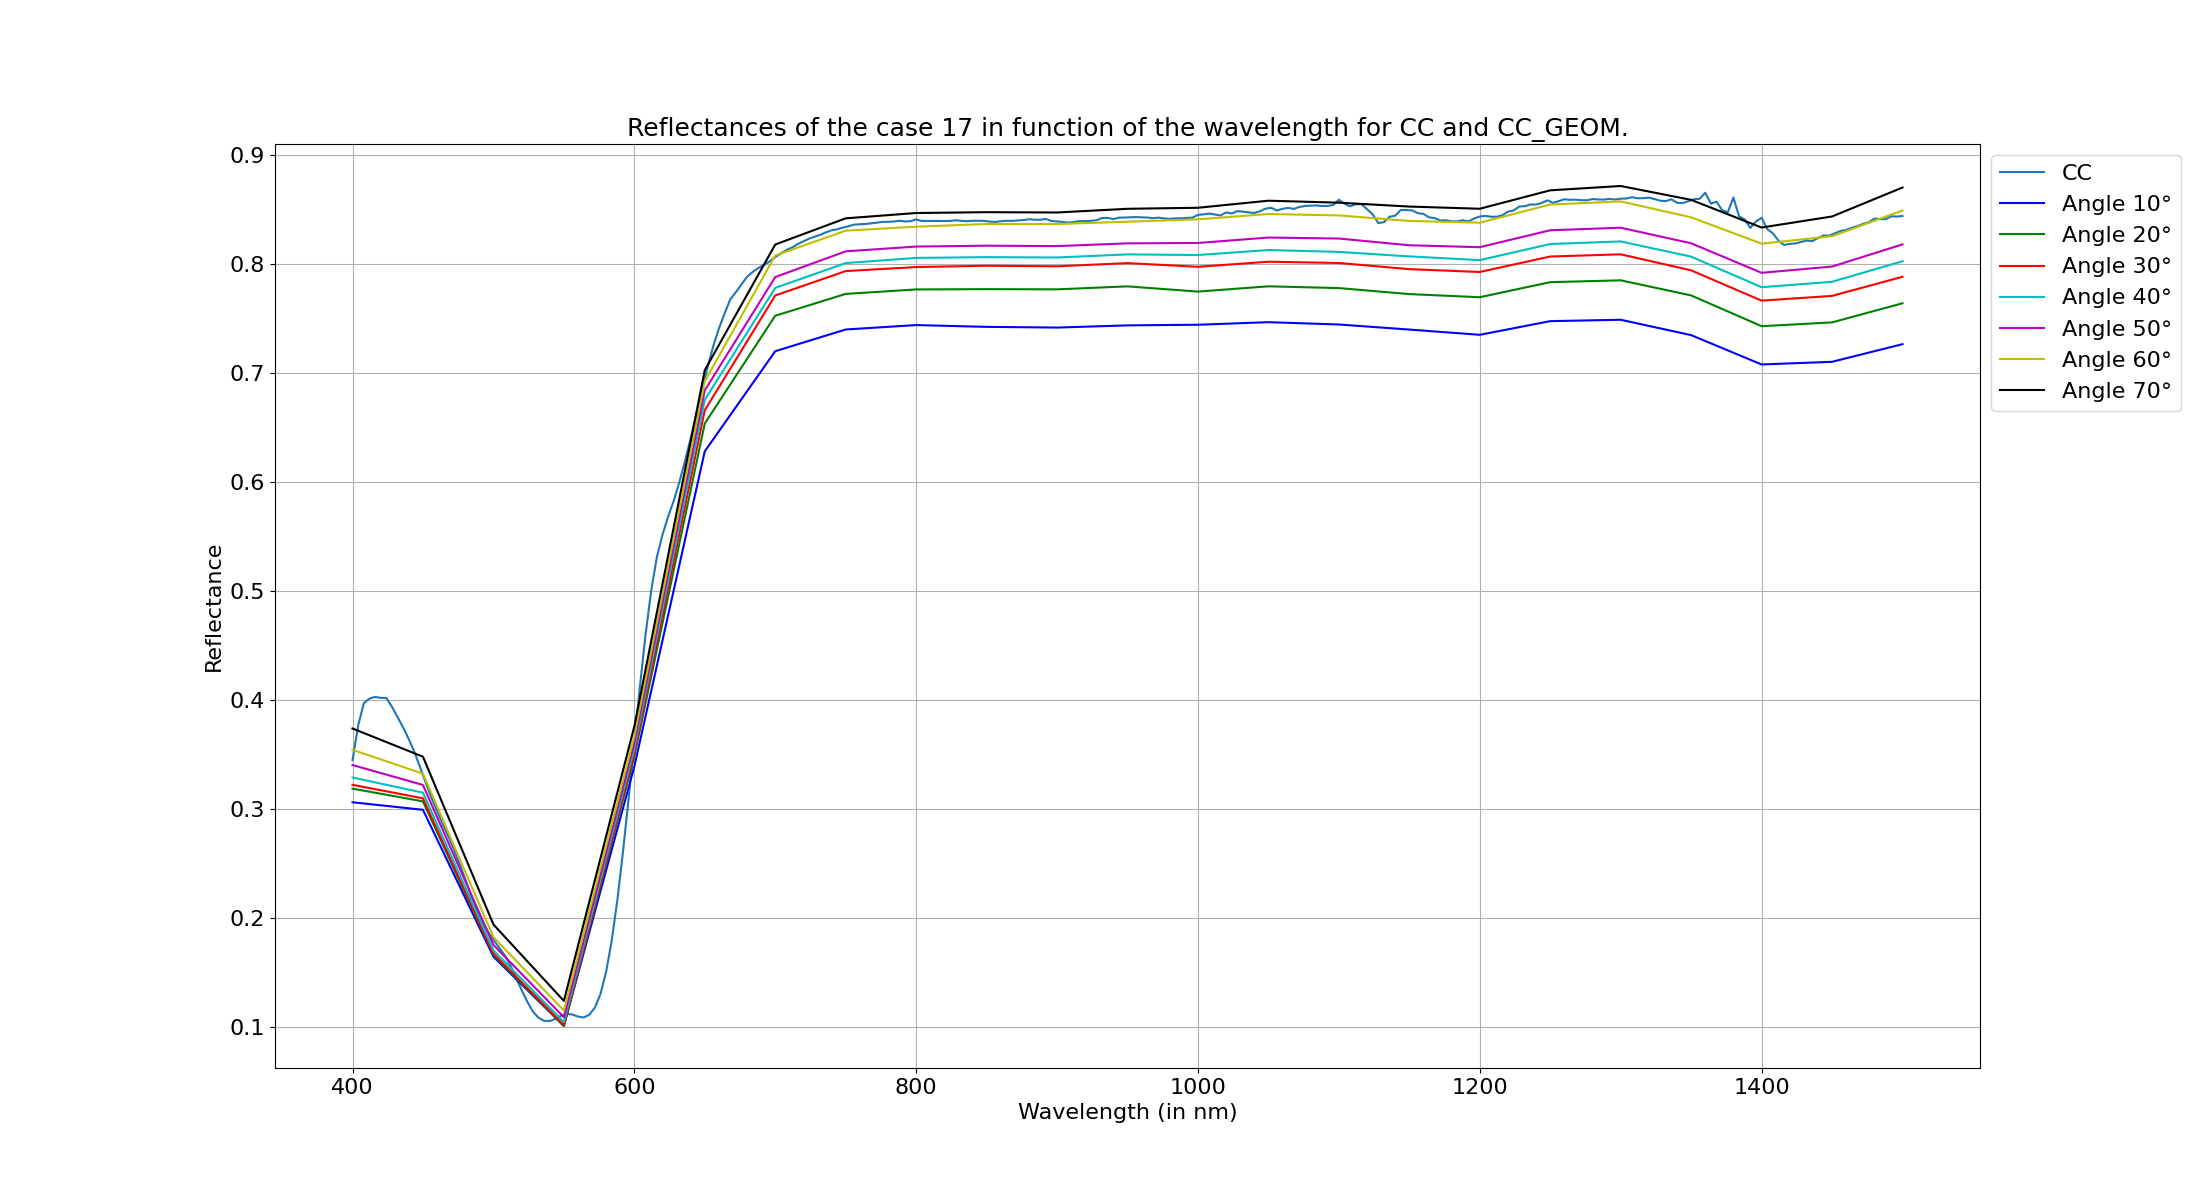 Reflectances of the case 17 in function of the wavelength for CC and CC_GEOM.
0.9
0.8
0.7
0.6
0.5
0.4
0.3
0.2
0.1
Reflectance
400 600 800 1000 1200 1400
Wavelength (in nm)
CC
Angle 10°
Angle 20°
Angle 30°
Angle 40°
Angle 50°
Angle 60°
Angle 70°